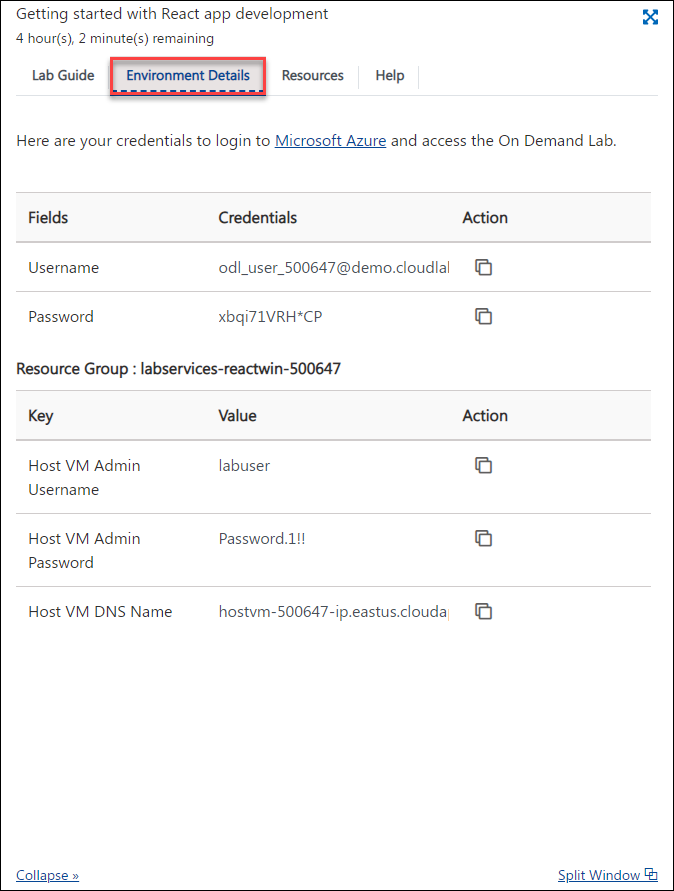 Getting started with React app development
4 hour(s), 2 minute(s) remaining
Lab Guide Environment Details Resources Help
Here are your credentials to login to Microsoft Azure and access the On Demand Lab.
Fields Credentials Action
Username odl_user_500647@demo.cloudlal
Password xbqi71VRH*CP
Resource Group : labservices-reactwin-500647
Key Value Action
Host VM Admin labuser
Username
Host VM Admin Password.1!!
Password
Host VM DNS Name hostvm-500647-ip.eastus.cloudap
Collapse » Split Window